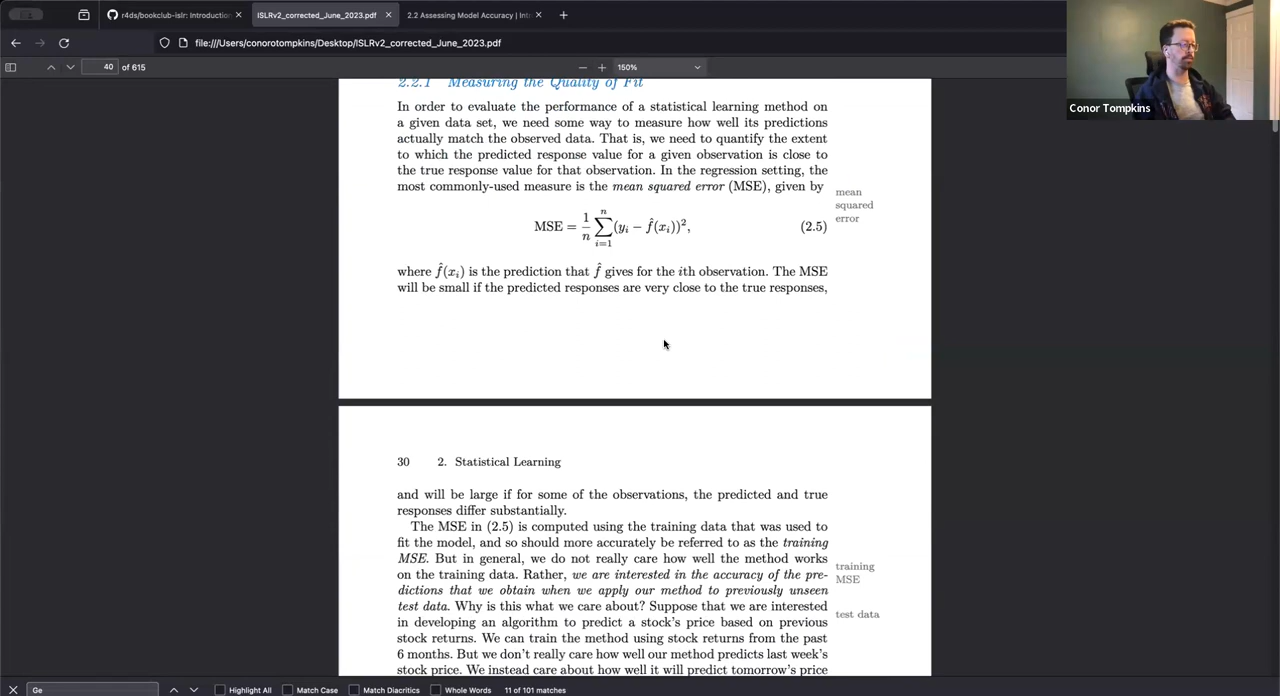 r4ds/bookclub-islr: Introduction
ISLRv2_corrected_June_2023.pdf
2.2 Assessing Model Accuracy | Int
file:///Users/conorotompkins/Desktop/ISLRv2_corrected_June_2023.pdf
40 of 615
150%
Conor Tompkins
2.2.1 Measuring the Quality of Fit
In order to evaluate the performance of a statistical learning method on
a given data set, we need some way to measure how well its predictions
actually match the observed data. That is, we need to quantify the extent
to which the predicted response value for a given observation is close to
the true response value for that observation. In the regression setting, the
most commonly-used measure is the mean squared error (MSE), given by
mean
squared
error
MSE = 1/n ∑_{i=1}^{n} (y_i − f̂(x_i))², (2.5)
where f̂(x_i) is the prediction that f̂ gives for the ith observation. The MSE
will be small if the predicted responses are very close to the true responses,
30 2. Statistical Learning
and will be large if for some of the observations, the predicted and true
responses differ substantially.
The MSE in (2.5) is computed using the training data that was used to
fit the model, and so should more accurately be referred to as the training
MSE. But in general, we do not really care how well the method works
on the training data. Rather, we are interested in the accuracy of the pre-
dictions that we obtain when we apply our method to previously unseen
test data. Why is this what we care about? Suppose that we are interested
in developing an algorithm to predict a stock's price based on previous
stock returns. We can train the method using stock returns from the past
6 months. But we don't really care how well our method predicts last week's
stock price. We instead care about how well it will predict tomorrow's price
training
MSE
test data
Ge
Highlight All
Match Case
Match Diacritics
Whole Words
11 of 101 matches